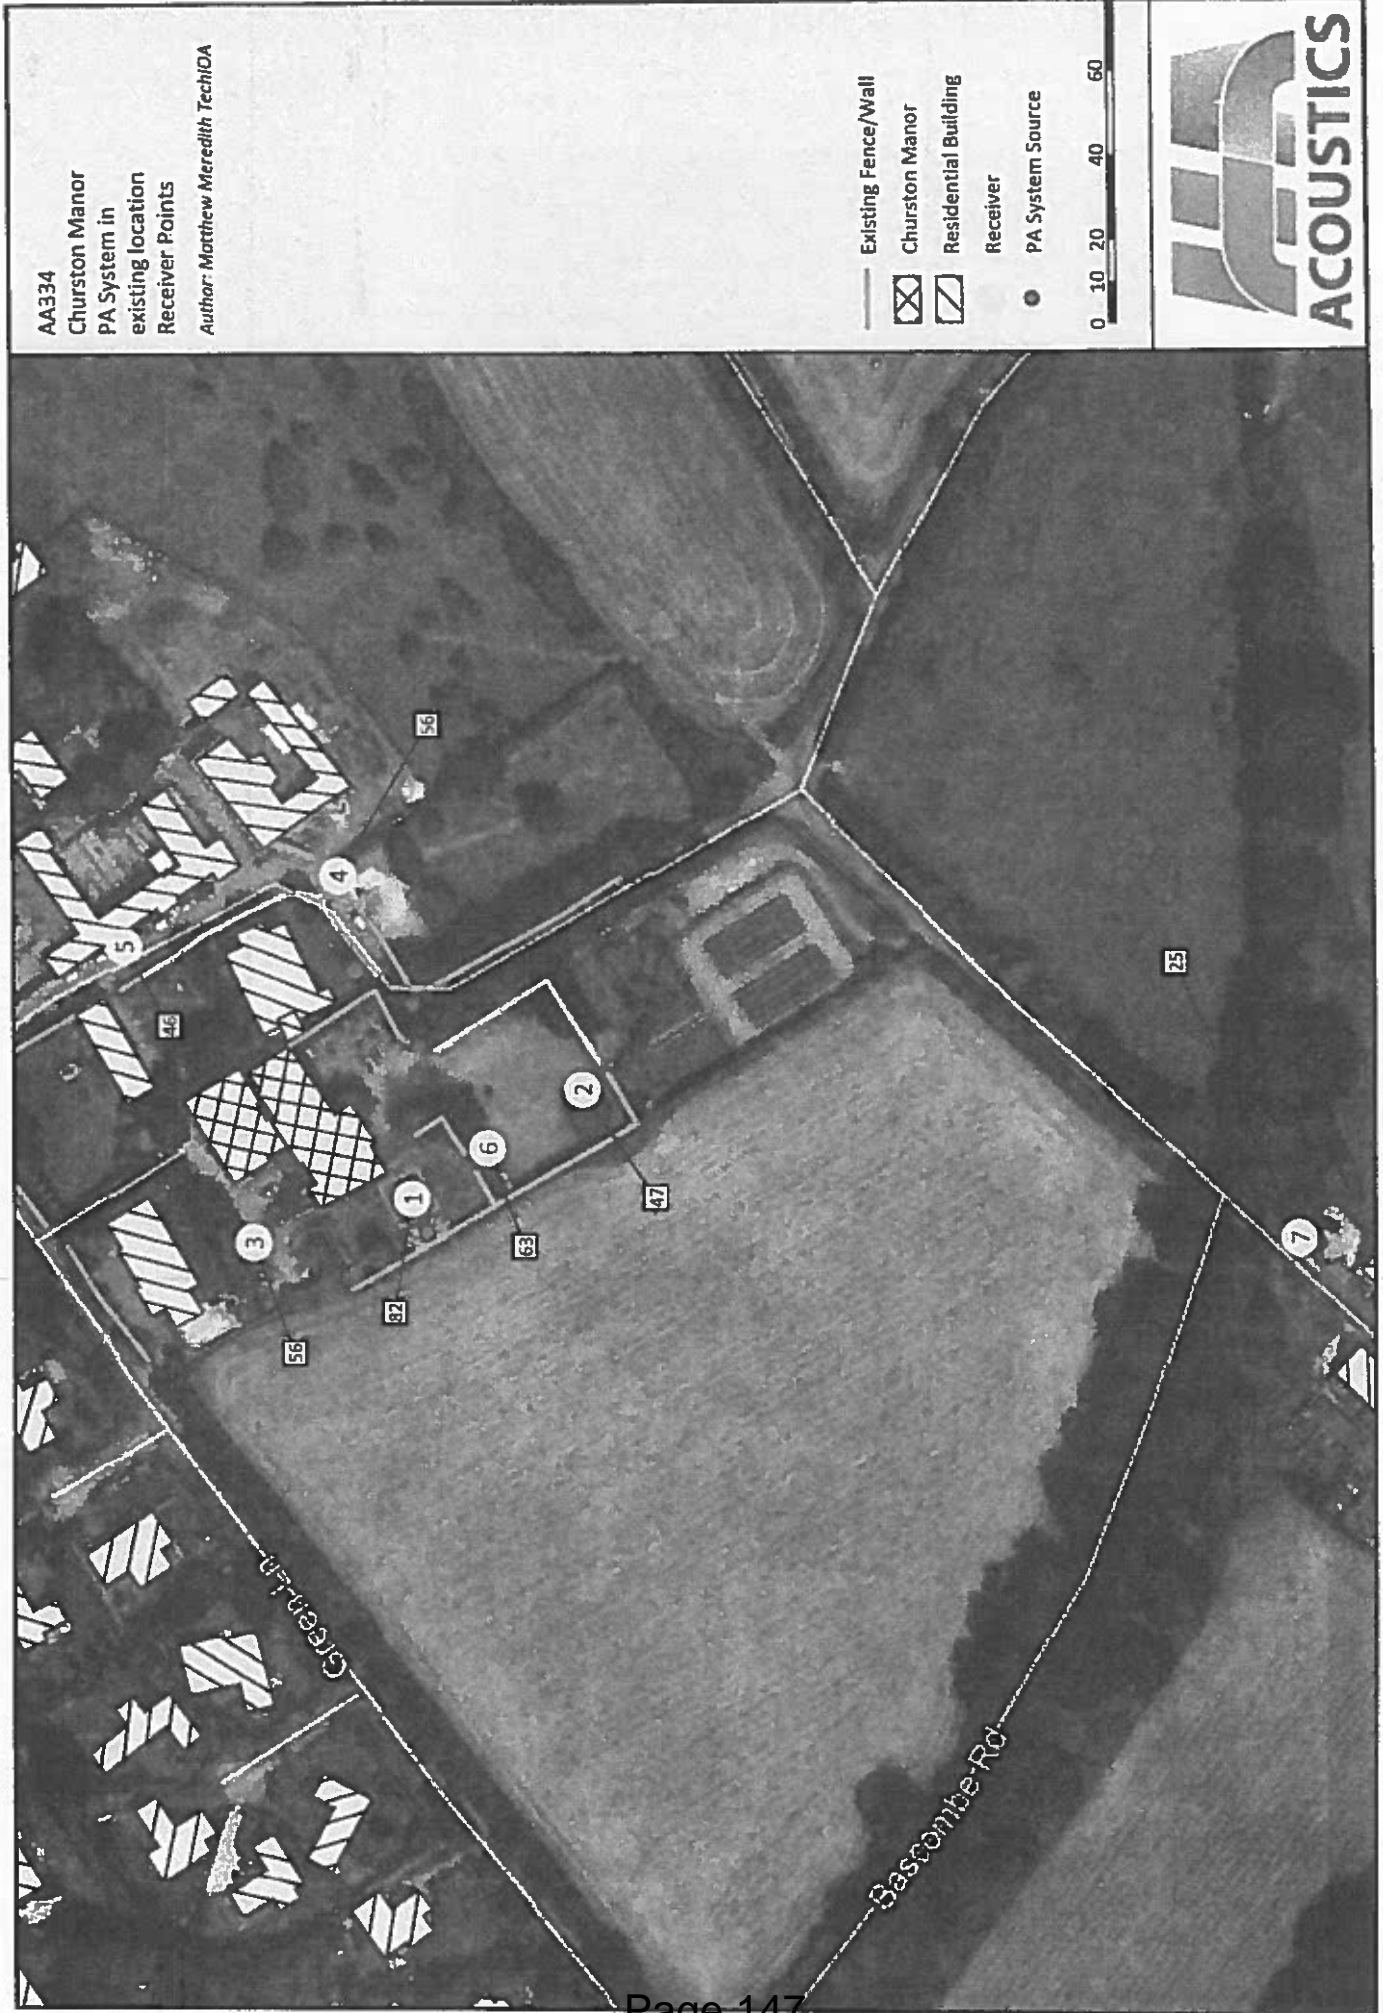 AA334
Churston Manor
PA System in
existing location
Receiver Points
Author: Matthew Meredith TechIOA
Existing Fence/Wall
Churston Manor
Residential Building
Receiver
PA System Source
0 10 20 40 60
ACOUSTICS
Green Ln
Bascombe Rd
5
4
56
46
3
56
1
82
6
63
2
47
25
7
Page 147